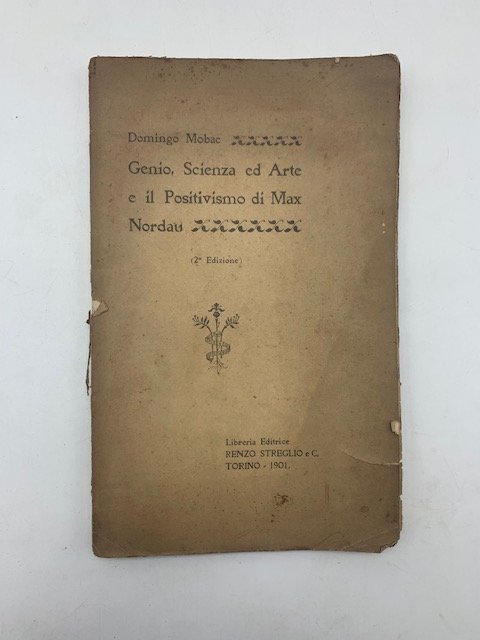 Domingo Mobac
Genio, Scienza ed Arte
e il Positivismo di Max
Nordau
(2ª Edizione)
Libreria Editrice
RENZO STREGLIO e C.
TORINO - 1901.